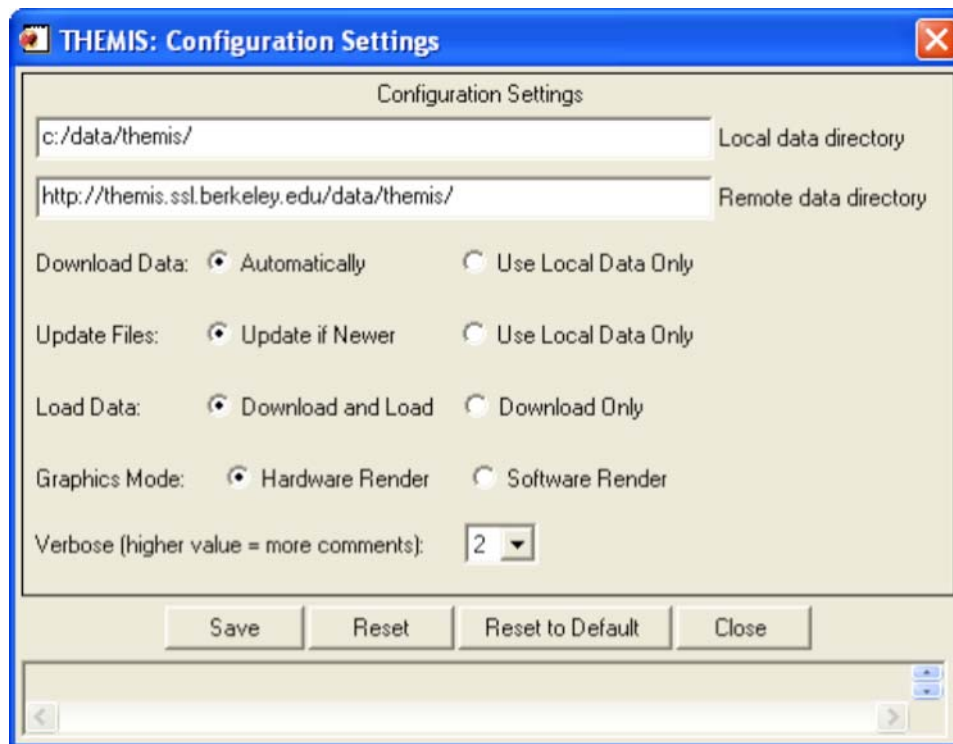 THEMIS: Configuration Settings
Configuration Settings
c:/data/themis/ Local data directory
http://themis.ssl.berkeley.edu/data/themis/ Remote data directory
Download Data: Automatically Use Local Data Only
Update Files: Update if Newer Use Local Data Only
Load Data: Download and Load Download Only
Graphics Mode: Hardware Render Software Render
Verbose (higher value = more comments): 2
Save Reset Reset to Default Close